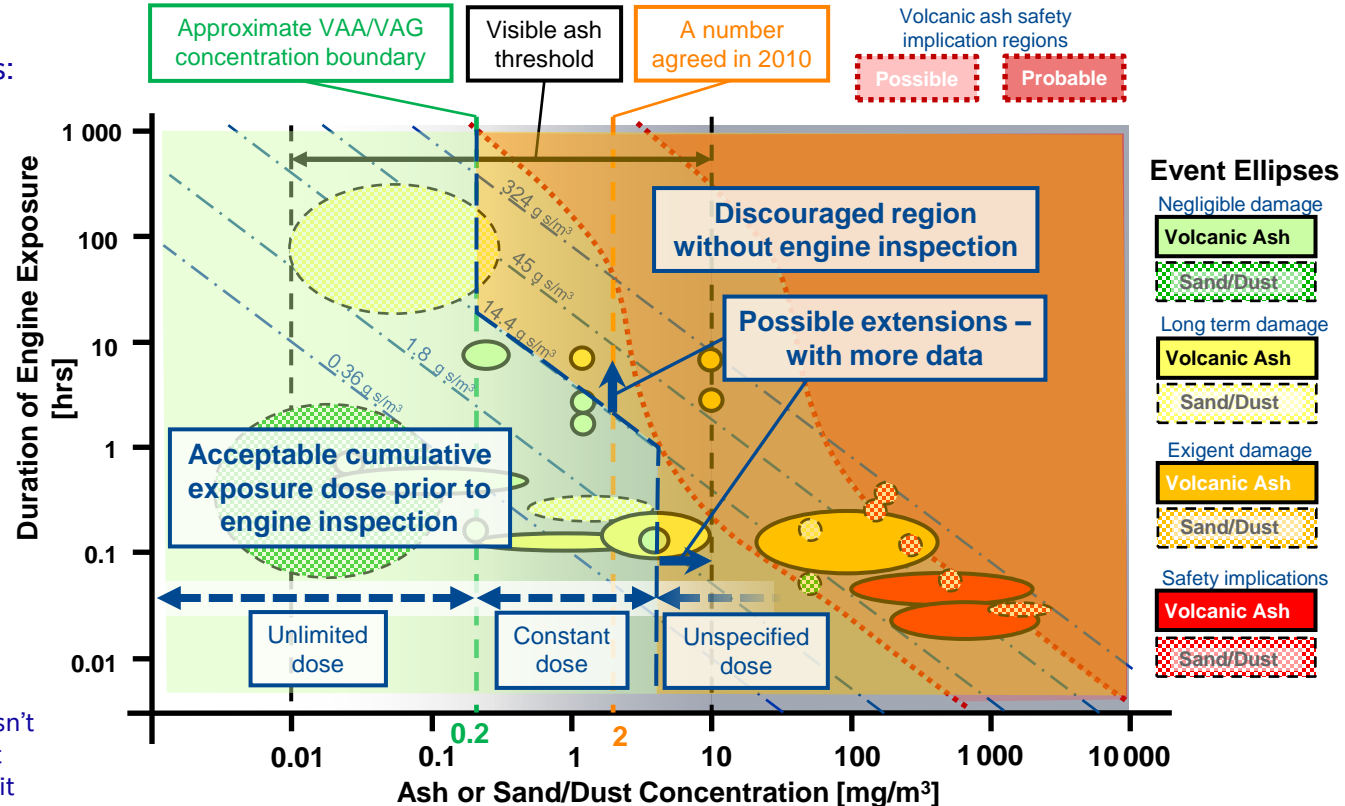 s:
Approximate VAA/VAG
concentration boundary
Visible ash
threshold
A number
agreed in 2010
Volcanic ash safety
implication regions
Possible
Probable
1 000
100
10
1
0.1
0.01
Duration of Engine Exposure
[hrs]
324 g s/m³
45 g s/m³
14.4 g s/m³
1.8 g s/m³
0.36 g s/m³
Discouraged region
without engine inspection
Possible extensions –
with more data
Acceptable cumulative
exposure dose prior to
engine inspection
Unlimited
dose
Constant
dose
Unspecified
dose
Event Ellipses
Negligible damage
Volcanic Ash
Sand/Dust
Long term damage
Volcanic Ash
Sand/Dust
Exigent damage
Volcanic Ash
Sand/Dust
Safety implications
Volcanic Ash
Sand/Dust
0.01
0.1
0.2
1
2
10
100
1 000
10 000
Ash or Sand/Dust Concentration [mg/m³]
sn't
t
it